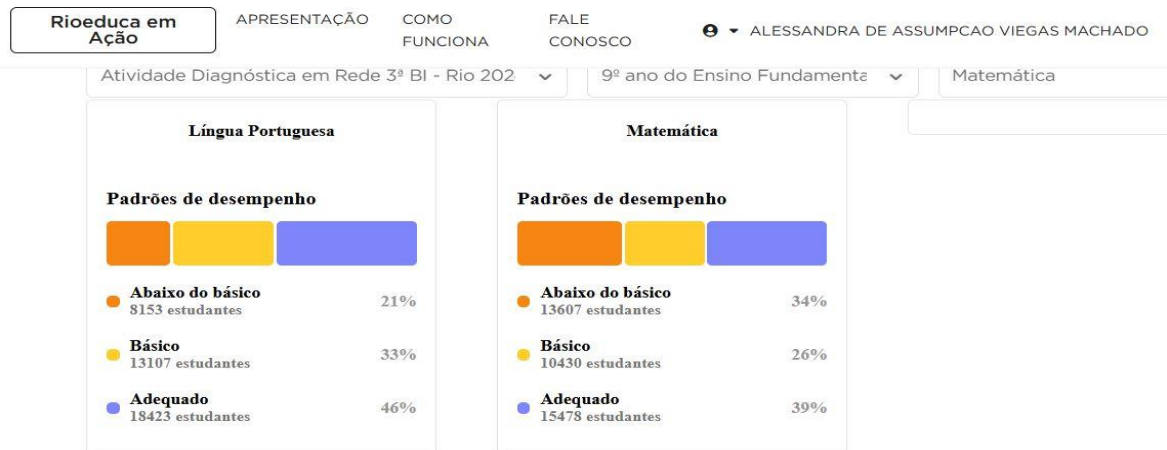 Rioeduca em
Ação
APRESENTAÇÃO
COMO
FUNCIONA
FALE
CONOSCO
ALESSANDRA DE ASSUMPCAO VIEGAS MACHADO
Atividade Diagnóstica em Rede 3ª BI - Rio 202
9º ano do Ensino Fundamenta
Matemática
Língua Portuguesa
Padrões de desempenho
Abaixo do básico
8153 estudantes
21%
Básico
13107 estudantes
33%
Adequado
18423 estudantes
46%
Matemática
Padrões de desempenho
Abaixo do básico
13607 estudantes
34%
Básico
10430 estudantes
26%
Adequado
15478 estudantes
39%